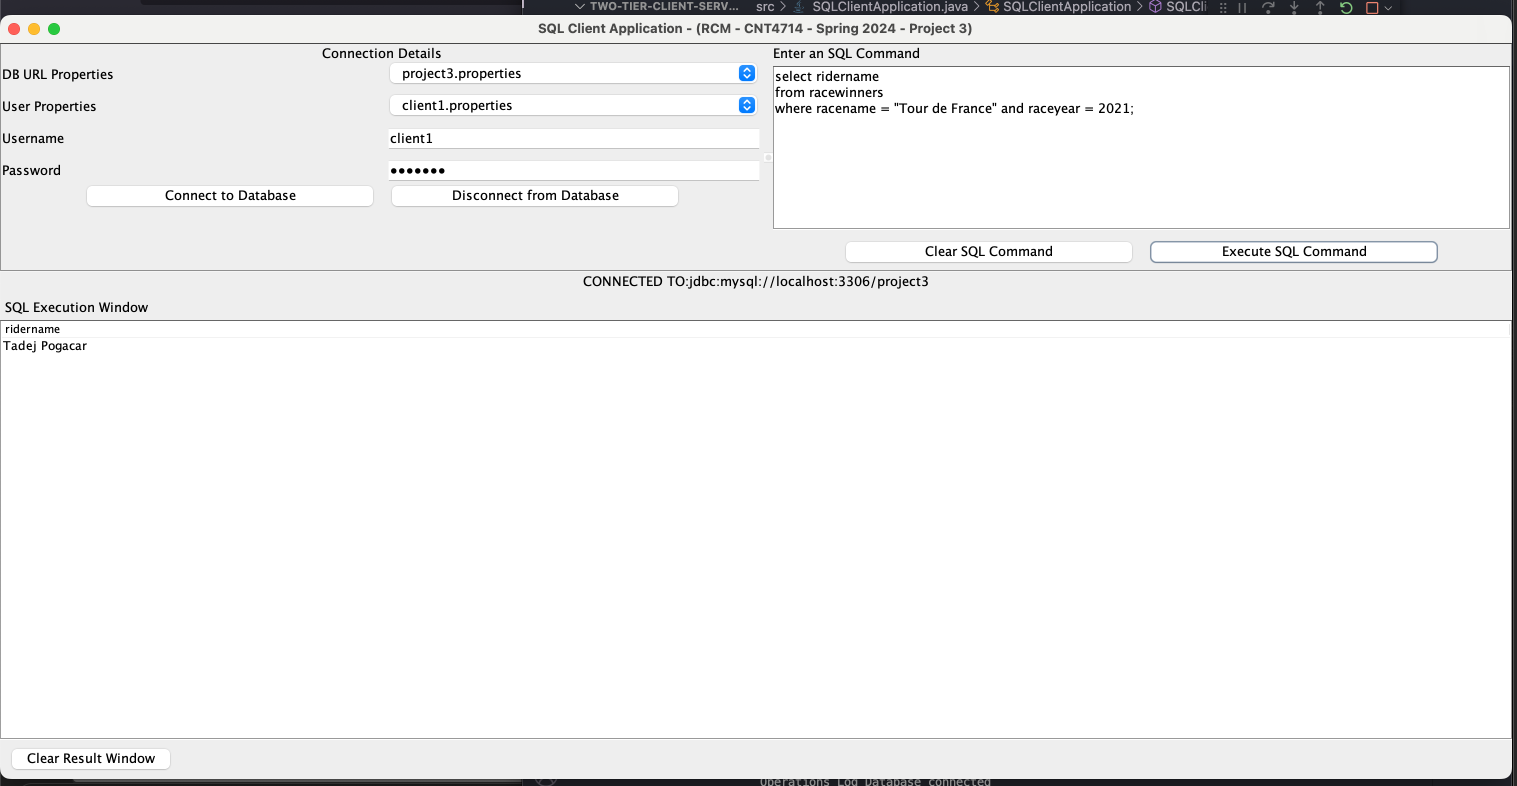 TWO-TIER-CLIENT-SERV... src > SQLClientApplication.java > SQLClientApplication > SQLCli
SQL Client Application - (RCM - CNT4714 - Spring 2024 - Project 3)
Connection Details
DB URL Properties project3.properties
User Properties client1.properties
Username client1
Password •••••••
Connect to Database Disconnect from Database
Enter an SQL Command
select ridername
from racewinners
where racename = "Tour de France" and raceyear = 2021;
Clear SQL Command Execute SQL Command
CONNECTED TO:jdbc:mysql://localhost:3306/project3
SQL Execution Window
ridername
Tadej Pogacar
Clear Result Window
Operations Log Database connected